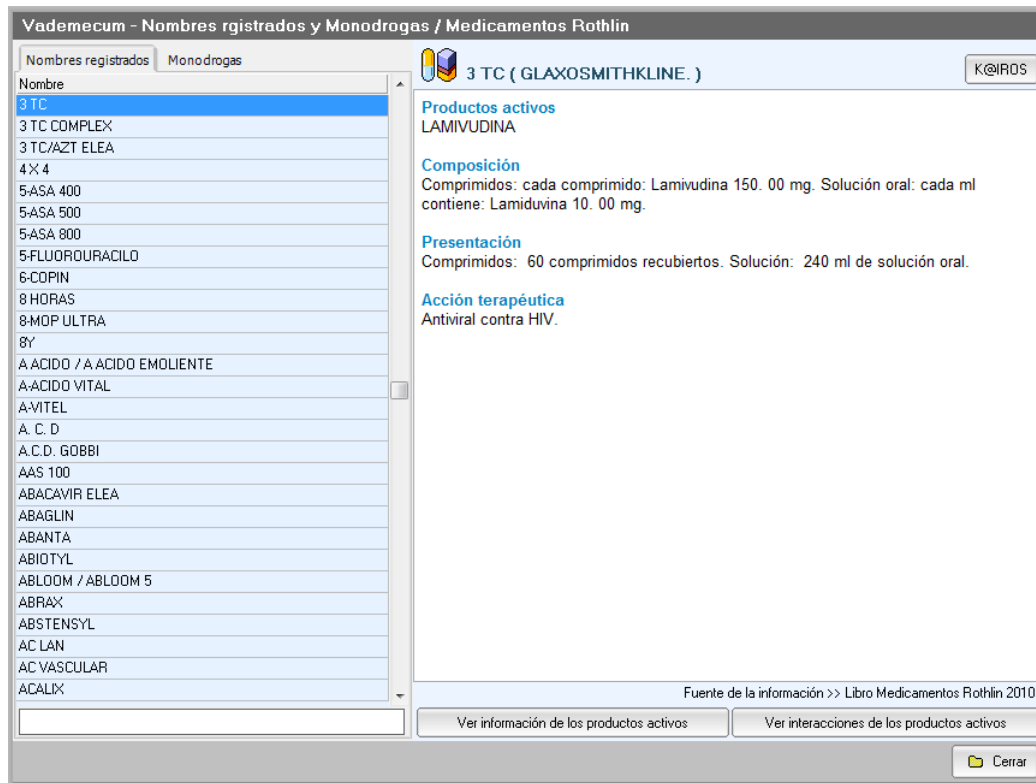 Vademecum - Nombres rgistrados y Monodrogas / Medicamentos Rothlin
Nombres registrados
Monodrogas
Nombre
3 TC
3 TC COMPLEX
3 TC/AZT ELEA
4 X 4
5-ASA 400
5-ASA 500
5-ASA 800
5-FLUOROURACILO
6-COPIN
8 HORAS
8-MOP ULTRA
8Y
A ACIDO / A ACIDO EMOLIENTE
A-ACIDO VITAL
A-VITEL
A. C. D
A.C.D. GOBBI
AAS 100
ABACAVIR ELEA
ABAGLIN
ABANTA
ABIOTYL
ABLOOM / ABLOOM 5
ABRAX
ABSTENSYL
AC LAN
AC VASCULAR
ACALIX
3 TC ( GLAXOSMITHKLINE. )
K@IROS
Productos activos
LAMIVUDINA
Composición
Comprimidos: cada comprimido: Lamivudina 150. 00 mg. Solución oral: cada ml
contiene: Lamiduvina 10. 00 mg.
Presentación
Comprimidos:  60 comprimidos recubiertos. Solución:  240 ml de solución oral.
Acción terapéutica
Antiviral contra HIV.
Fuente de la información >> Libro Medicamentos Rothlin 2010
Ver información de los productos activos
Ver interacciones de los productos activos
Cerrar